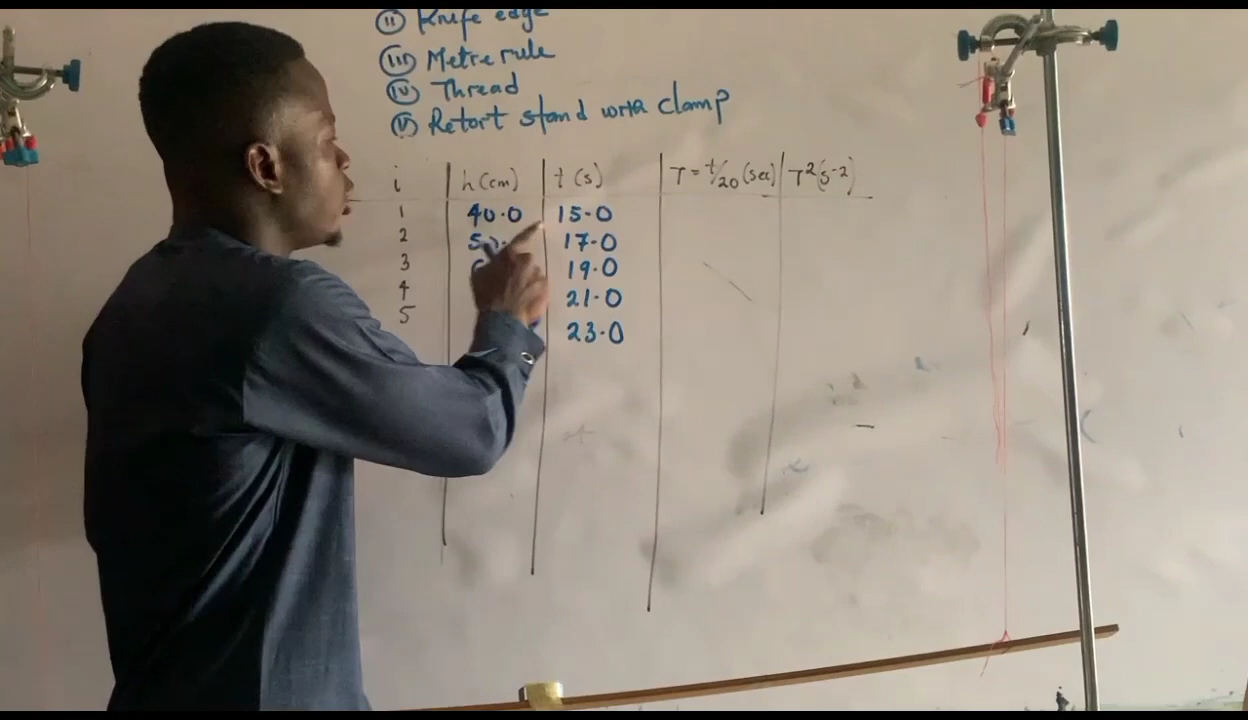 ii Knife edge
iii Metre rule
iv Thread
v Retort stand with clamp
i h(cm) t(s) T = t/20 (sec) T²(s-2)
1 40.0 15.0
2 17.0
3 19.0
4 21.0
5 23.0